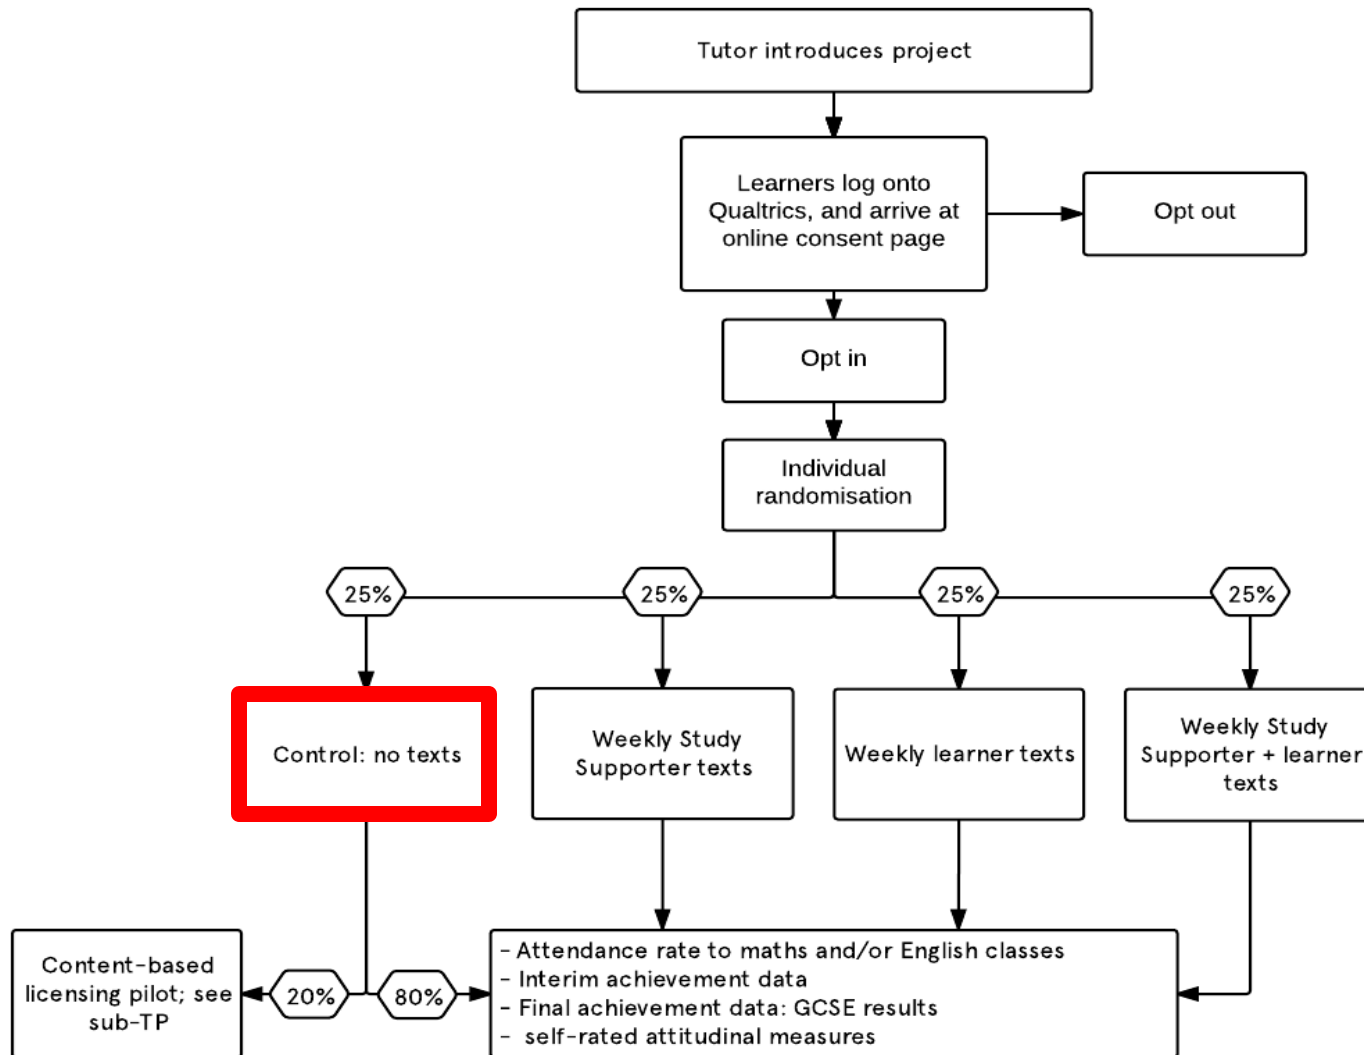 Tutor introduces project
Learners log onto
Qualtrics, and arrive at
online consent page
Opt out
Opt in
Individual
randomisation
25%
25%
25%
25%
Control: no texts
Weekly Study
Supporter texts
Weekly learner texts
Weekly Study
Supporter + learner
texts
Content-based
licensing pilot; see
sub-TP
20%
80%
- Attendance rate to maths and/or English classes
- Interim achievement data
- Final achievement data: GCSE results
- self-rated attitudinal measures